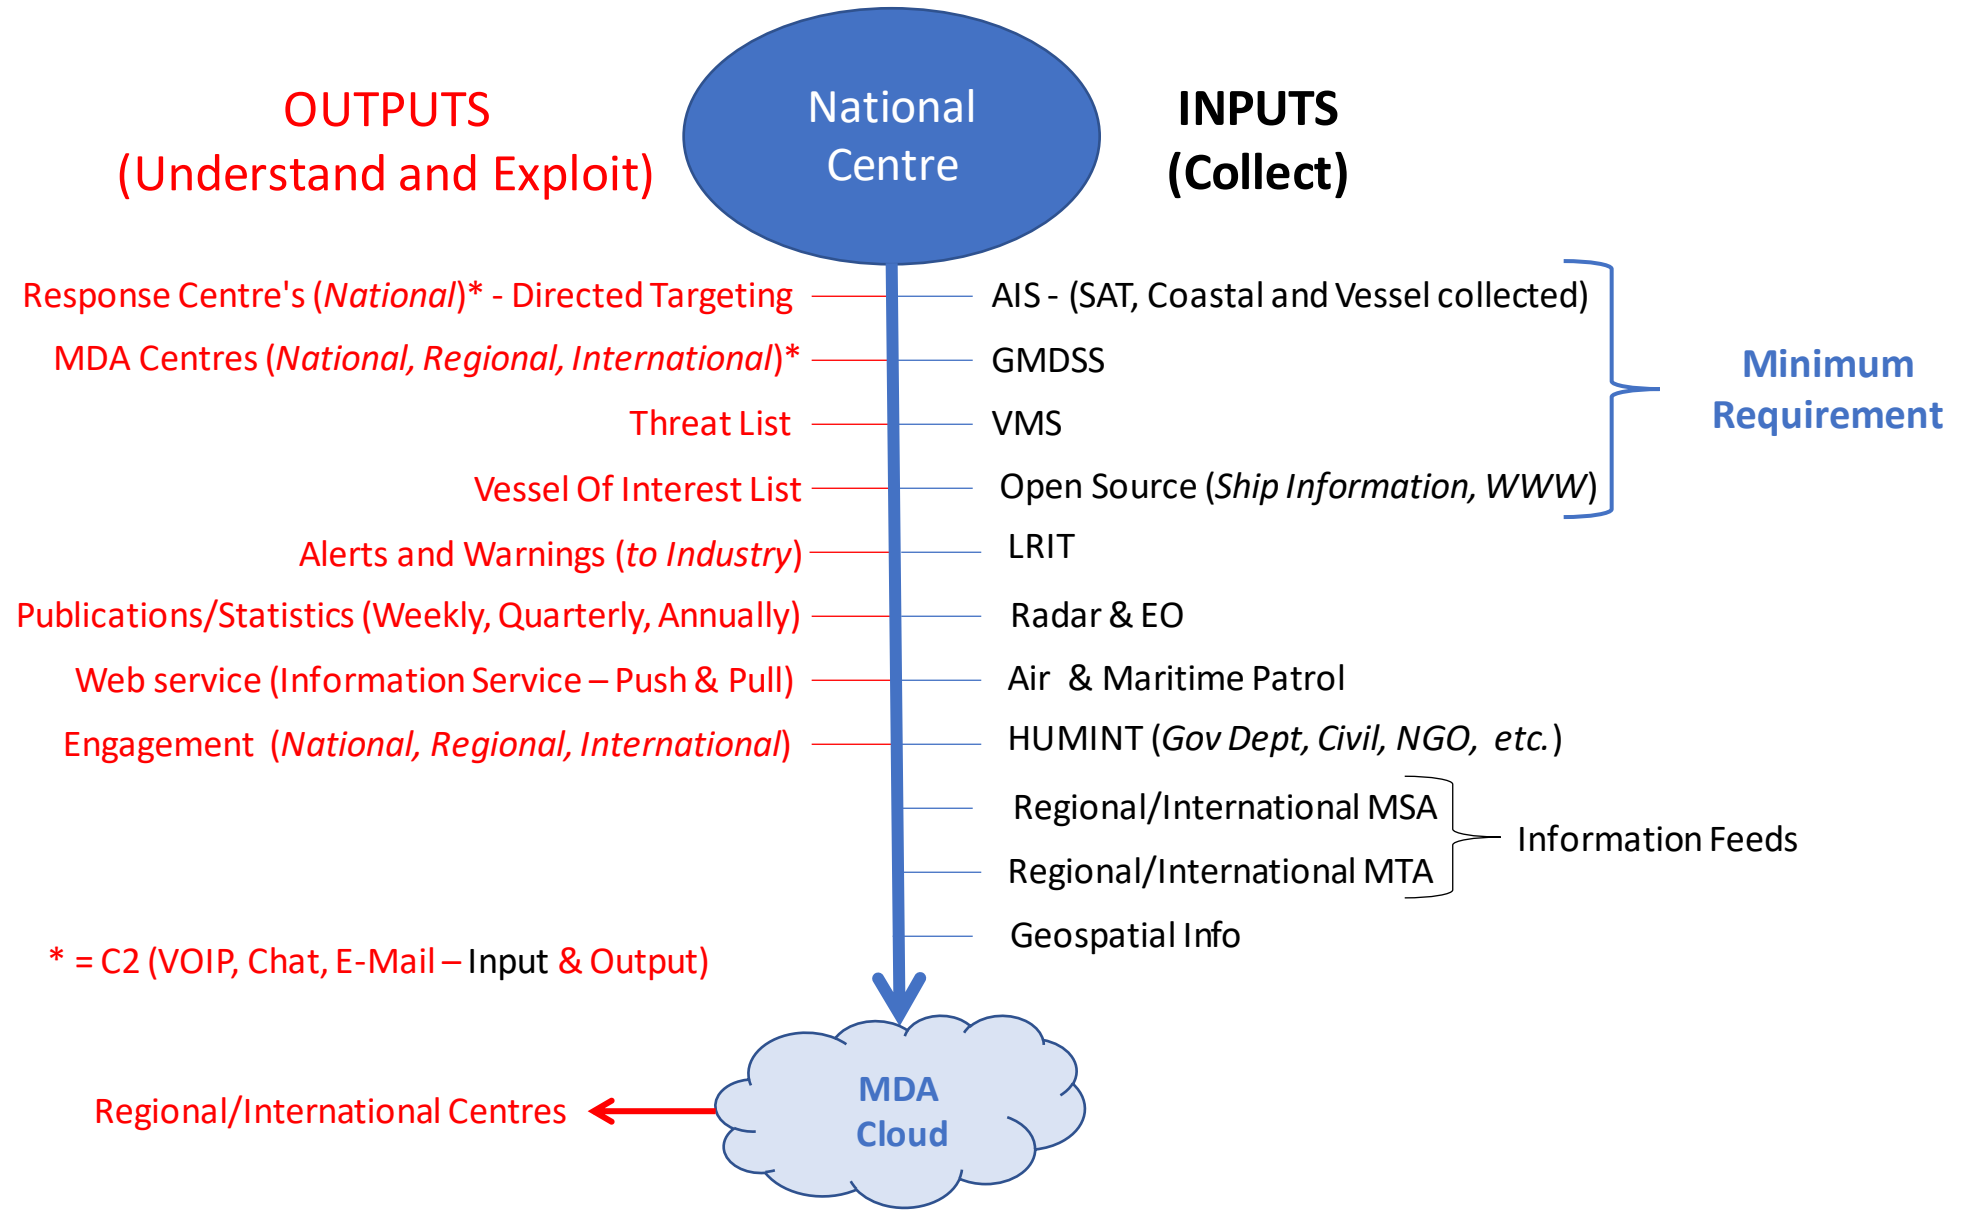 OUTPUTS
(Understand and Exploit)
National
Centre
INPUTS
(Collect)
Response Centre's (National)* - Directed Targeting
MDA Centres (National, Regional, International)*
Threat List
Vessel Of Interest List
Alerts and Warnings (to Industry)
Publications/Statistics (Weekly, Quarterly, Annually)
Web service (Information Service – Push & Pull)
Engagement (National, Regional, International)
AIS - (SAT, Coastal and Vessel collected)
GMDSS
VMS
Open Source (Ship Information, WWW)
LRIT
Radar & EO
Air & Maritime Patrol
HUMINT (Gov Dept, Civil, NGO, etc.)
Regional/International MSA
Regional/International MTA
Geospatial Info
Minimum
Requirement
Information Feeds
* = C2 (VOIP, Chat, E-Mail – Input & Output)
MDA
Cloud
Regional/International Centres